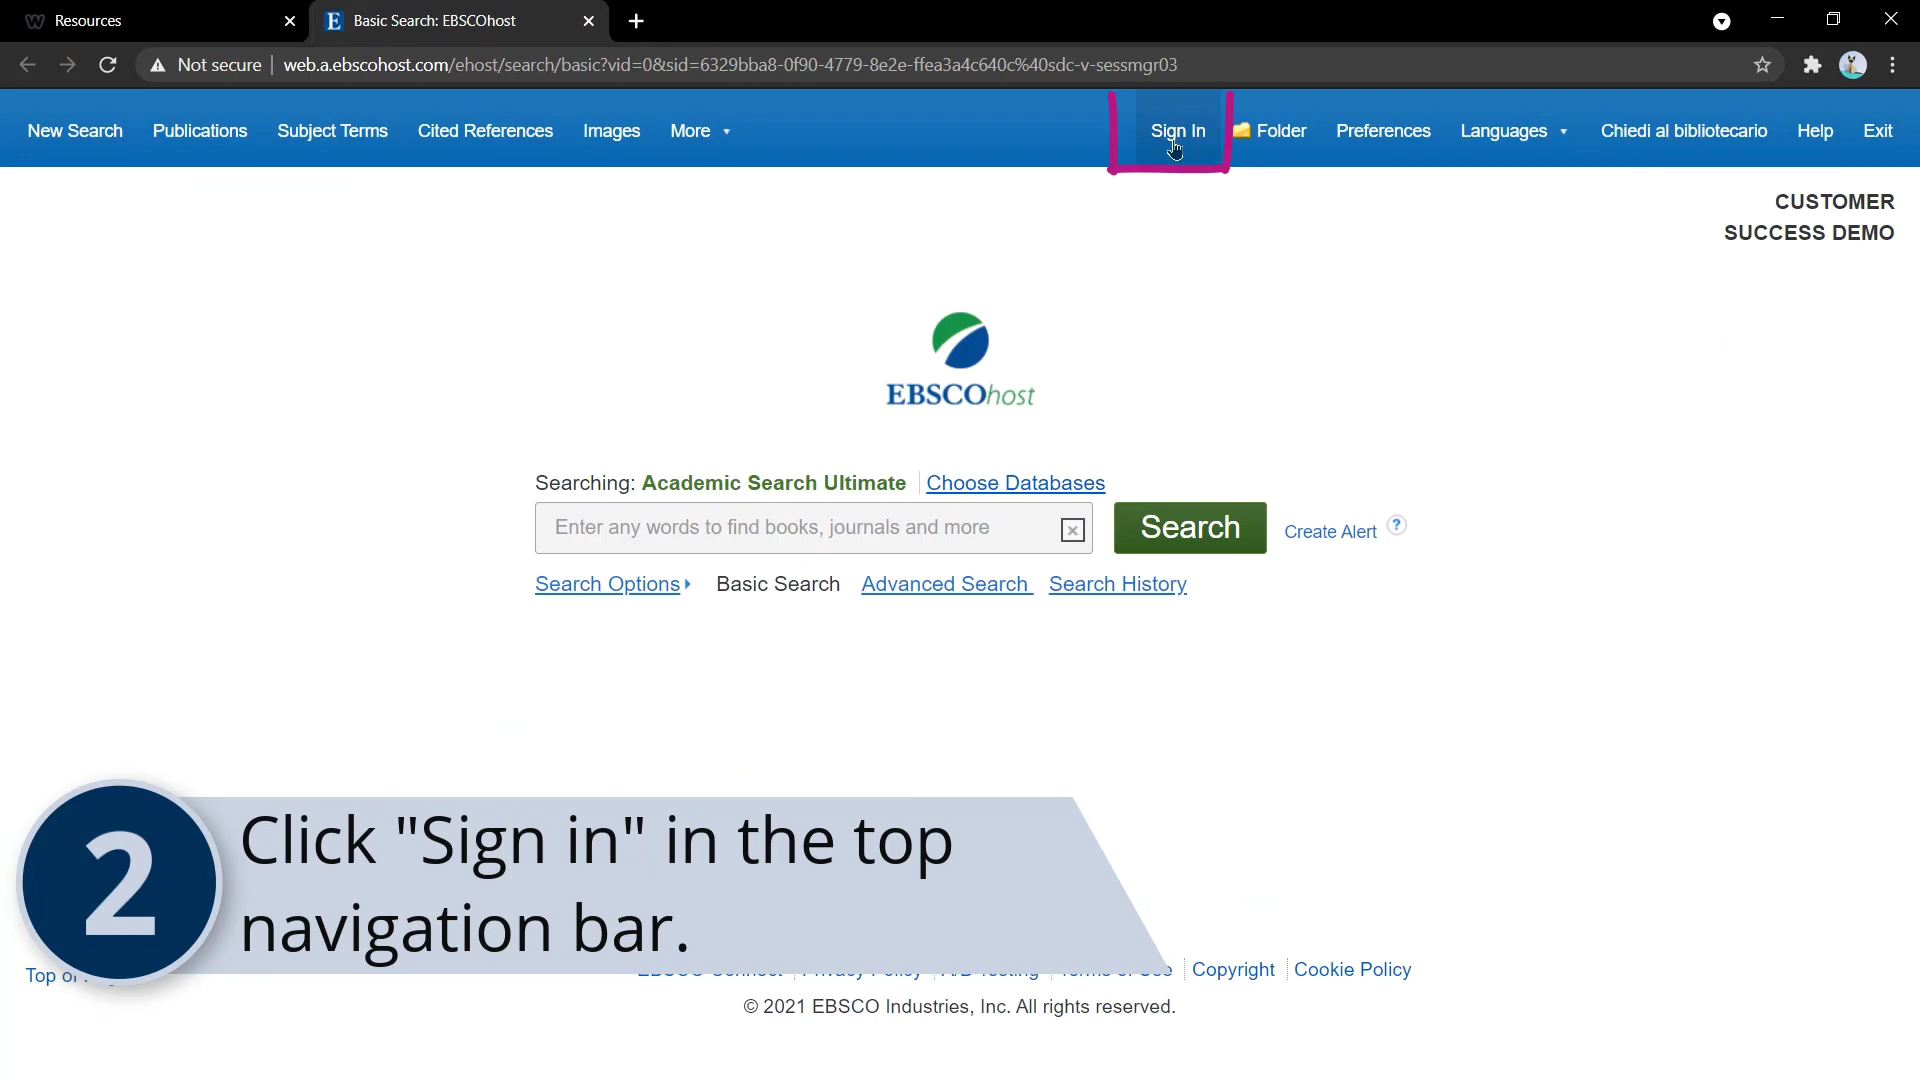 Resources
Basic Search: EBSCOhost
Not secure
web.a.ebscohost.com/ehost/search/basic?vid=0&sid=6329bba8-0f90-4779-8e2e-ffea3a4c640c%40sdc-v-sessmgr03
New Search Publications Subject Terms Cited References Images More Sign In Folder Preferences Languages Chiedi al bibliotecario Help Exit
CUSTOMER
SUCCESS DEMO
EBSCOhost
Searching: Academic Search Ultimate Choose Databases
Enter any words to find books, journals and more
Search
Create Alert ?
Search Options Basic Search Advanced Search Search History
2
Click "Sign in" in the top
navigation bar.
Top of
Copyright Cookie Policy
© 2021 EBSCO Industries, Inc. All rights reserved.